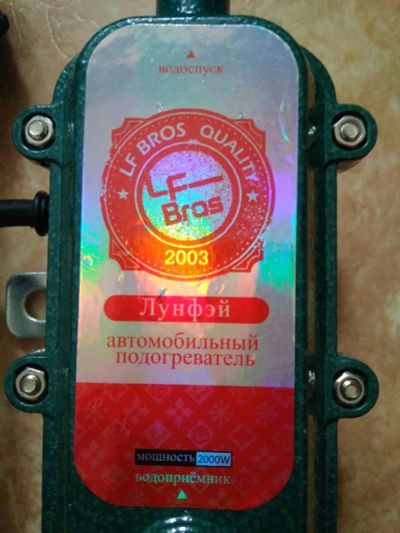 водоспуск
LF BROS QUALITY
LF
Bros
2003
Лунфэй
автомобильный
подогреватель
мощность 2000W
водоприёмник